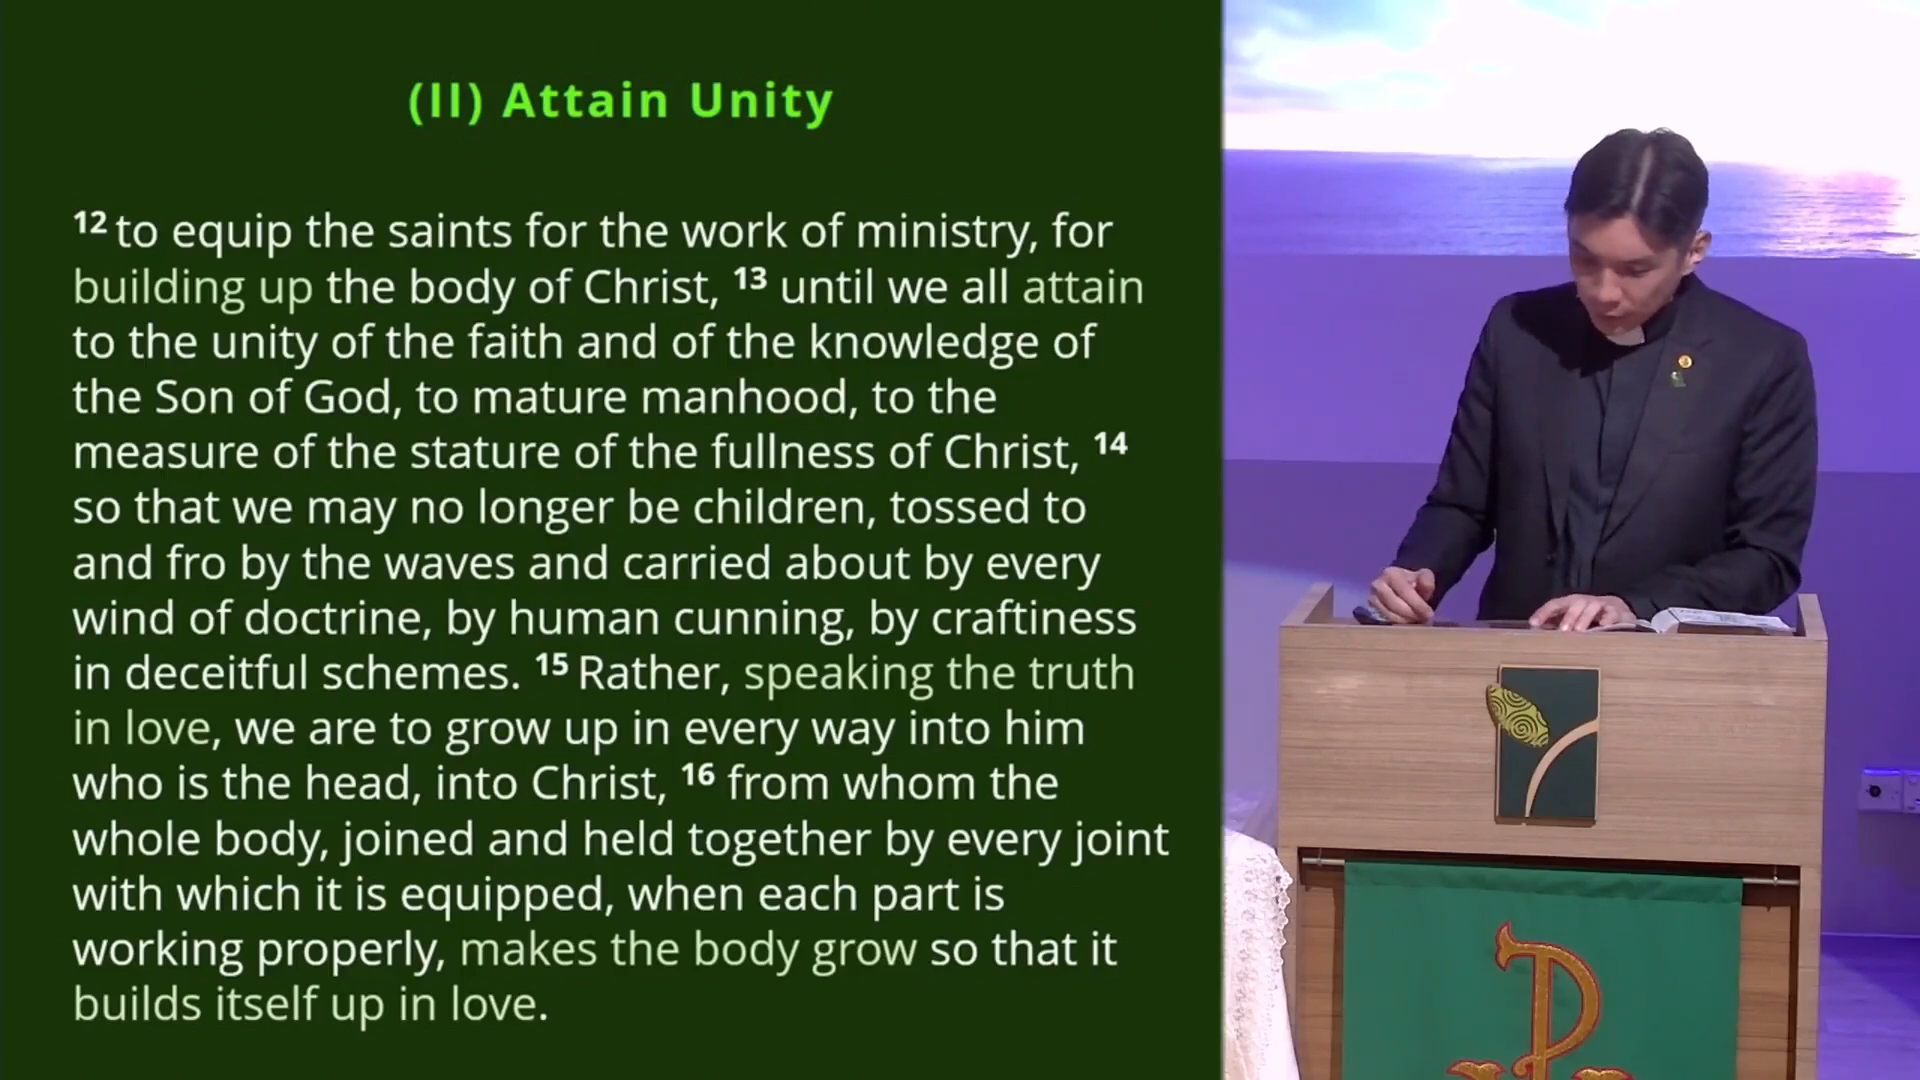 (II) Attain Unity
12 to equip the saints for the work of ministry, for
building up the body of Christ, 13 until we all attain
to the unity of the faith and of the knowledge of
the Son of God, to mature manhood, to the
measure of the stature of the fullness of Christ, 14
so that we may no longer be children, tossed to
and fro by the waves and carried about by every
wind of doctrine, by human cunning, by craftiness
in deceitful schemes. 15 Rather, speaking the truth
in love, we are to grow up in every way into him
who is the head, into Christ, 16 from whom the
whole body, joined and held together by every joint
with which it is equipped, when each part is
working properly, makes the body grow so that it
builds itself up in love.